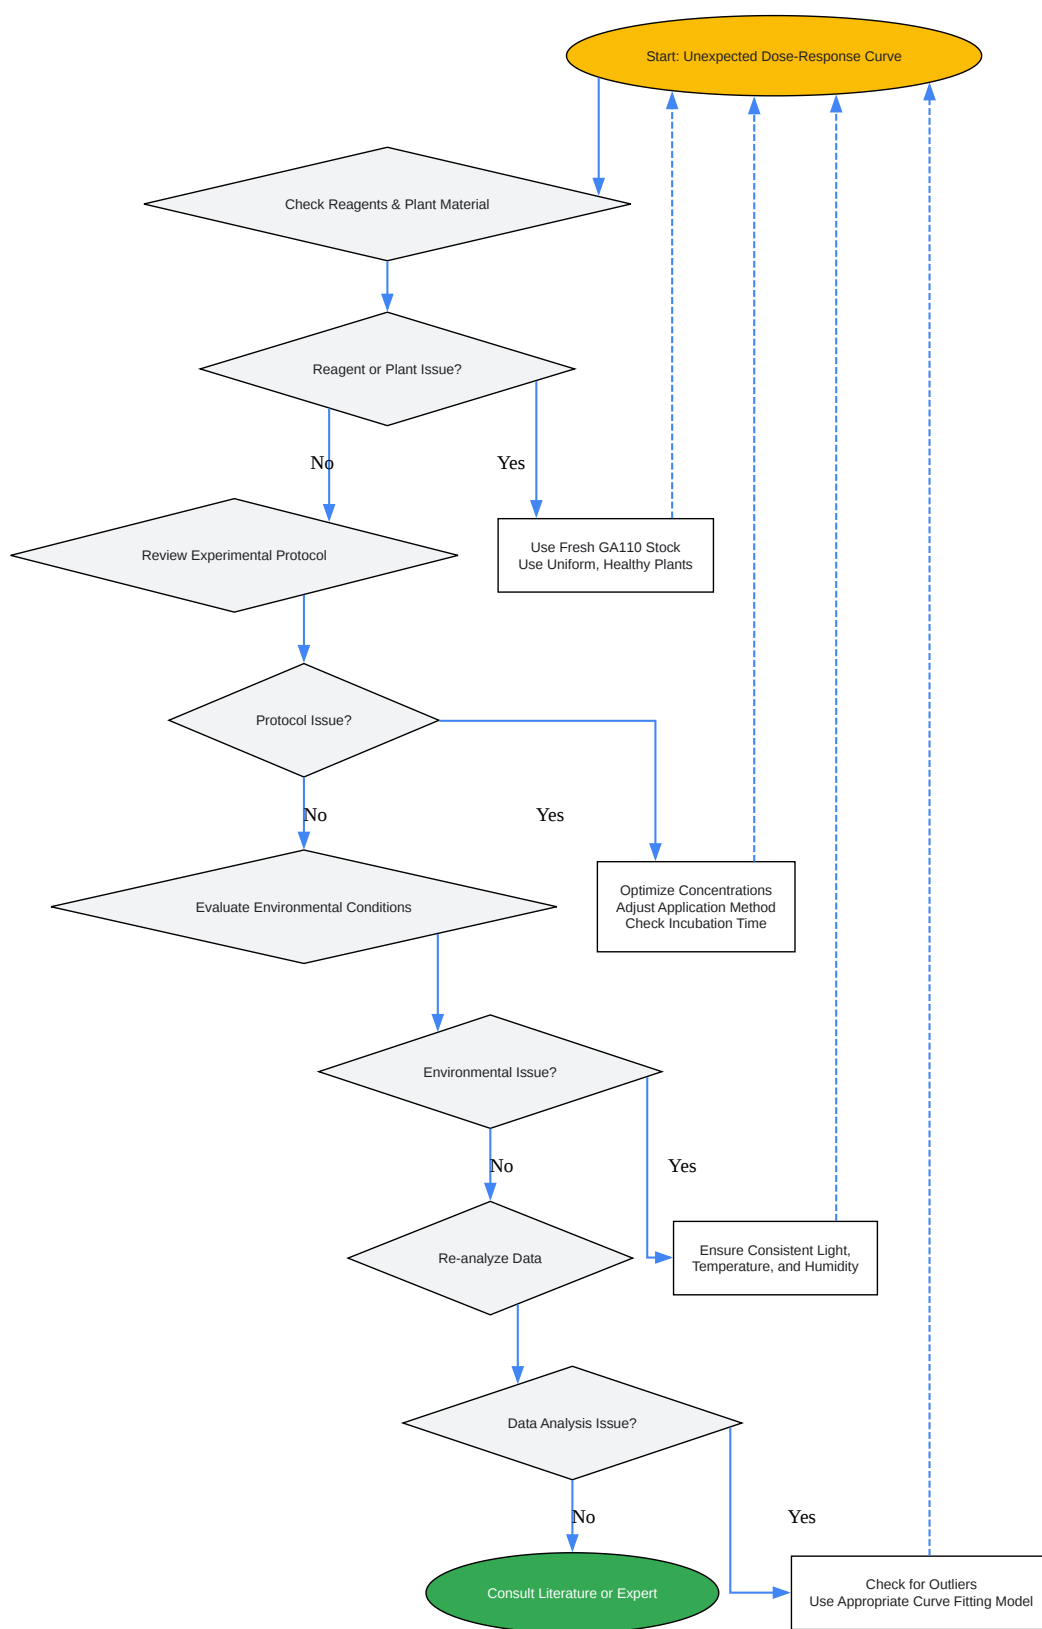 Start: Unexpected Dose-Response Curve
Check Reagents & Plant Material
Reagent or Plant Issue?
No
Yes
Review Experimental Protocol
Use Fresh GA110 Stock
Use Uniform, Healthy Plants
Protocol Issue?
No
Yes
Evaluate Environmental Conditions
Optimize Concentrations
Adjust Application Method
Check Incubation Time
Environmental Issue?
No
Yes
Re-analyze Data
Ensure Consistent Light,
Temperature, and Humidity
Data Analysis Issue?
No
Yes
Consult Literature or Expert
Check for Outliers
Use Appropriate Curve Fitting Model